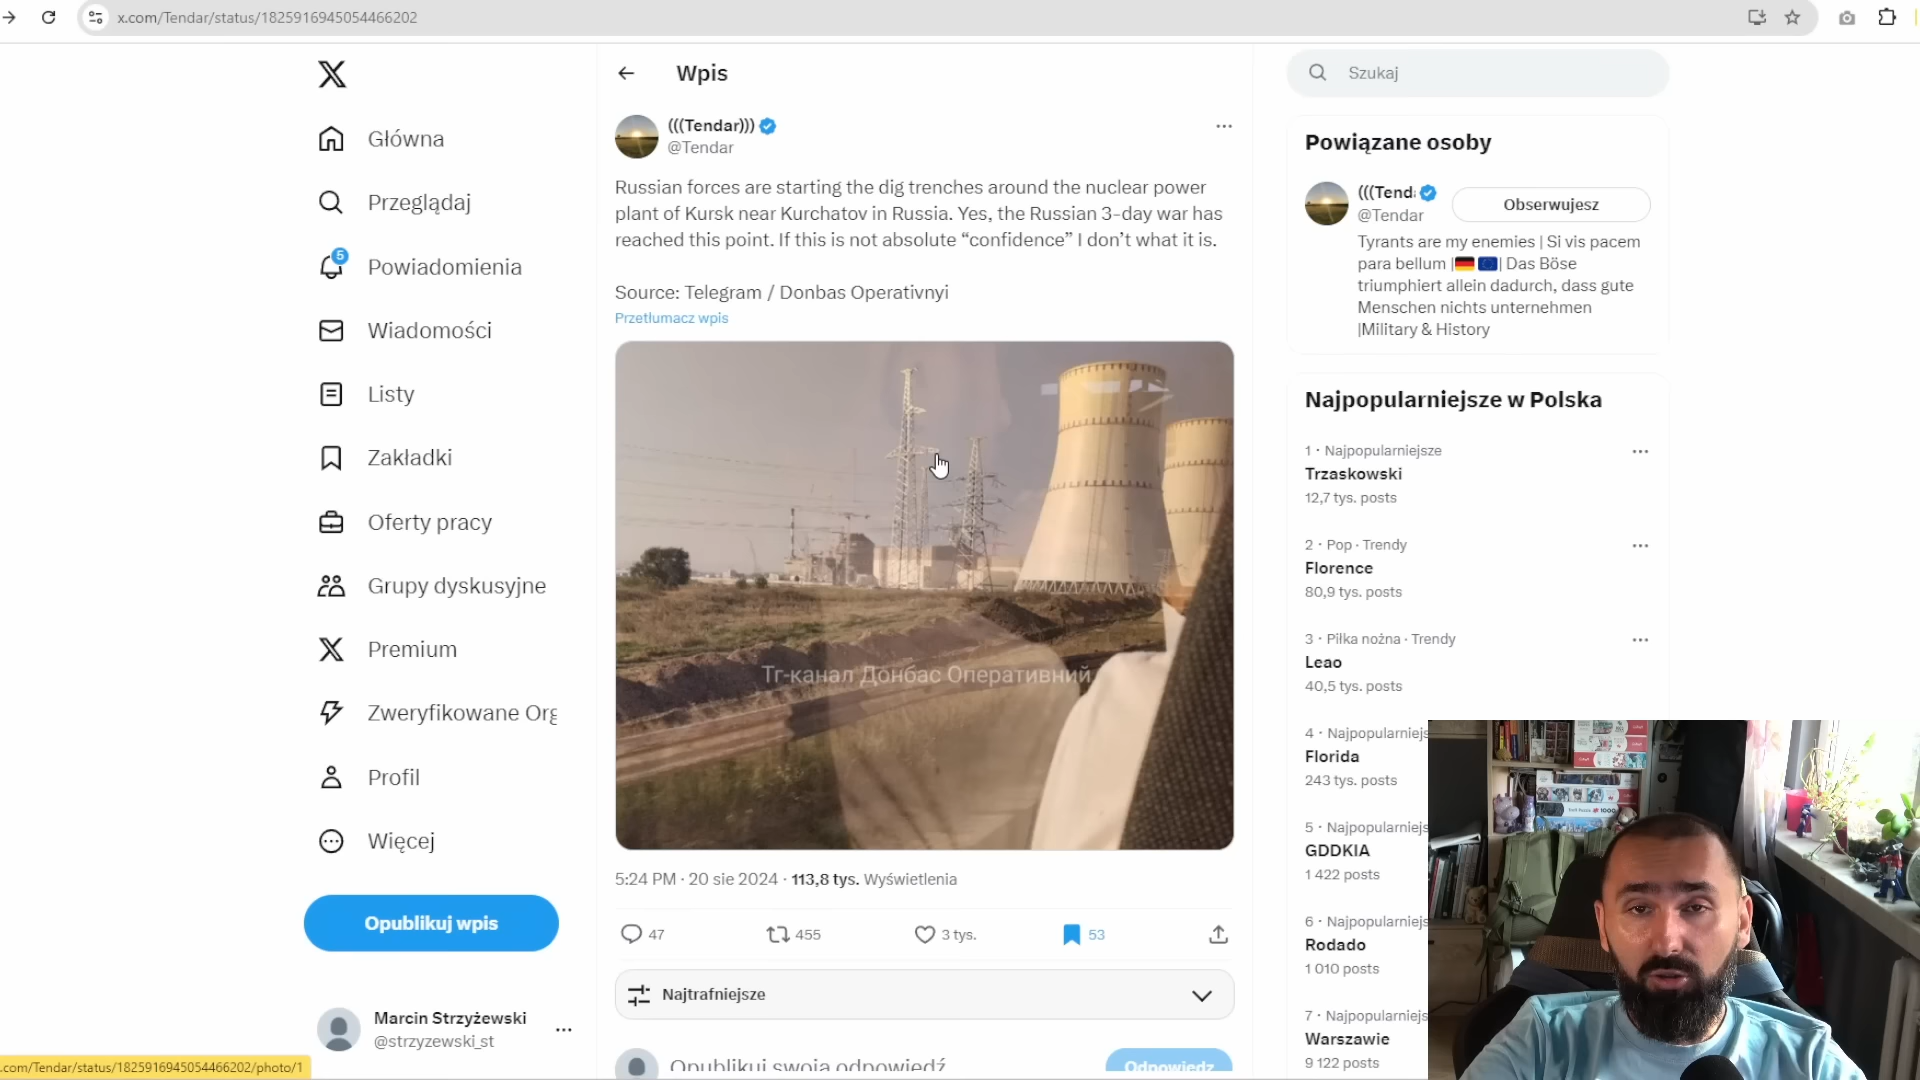 x.com/Tendar/status/1825916945054466202
Główna
Przeglądaj
5
Powiadomienia
Wiadomości
Listy
Zakładki
Oferty pracy
Grupy dyskusyjne
Premium
Zweryfikowane Org
Profil
Więcej
Opublikuj wpis
Marcin Strzyżewski
@strzyzewski_st
.com/Tendar/status/1825916945054466202/photo/1
Wpis
(((Tendar)))
@Tendar
Russian forces are starting the dig trenches around the nuclear power
plant of Kursk near Kurchatov in Russia. Yes, the Russian 3-day war has
reached this point. If this is not absolute “confidence” I don’t what it is.
Source: Telegram / Donbas Operativnyi
Przetłumacz wpis
Тг-канал Донбас Оперативний
5:24 PM · 20 sie 2024 · 113,8 tys. Wyświetlenia
47
455
3 tys.
53
Najtrafniejsze
Opublikuj swoją odpowiedź
Odpowiedz
Szukaj
Powiązane osoby
(((Tend
@Tendar
Obserwujesz
Tyrants are my enemies | Si vis pacem
para bellum | | Das Böse
triumphiert allein dadurch, dass gute
Menschen nichts unternehmen
|Military & History
Najpopularniejsze w Polska
1 · Najpopularniejsze
Trzaskowski
12,7 tys. posts
2 · Pop · Trendy
Florence
80,9 tys. posts
3 · Piłka nożna · Trendy
Leao
40,5 tys. posts
4 · Najpopularniejs
Florida
243 tys. posts
5 · Najpopularniejs
GDDKIA
1 422 posts
6 · Najpopularniejs
Rodado
1 010 posts
7 · Najpopularniejs
Warszawie
9 122 posts